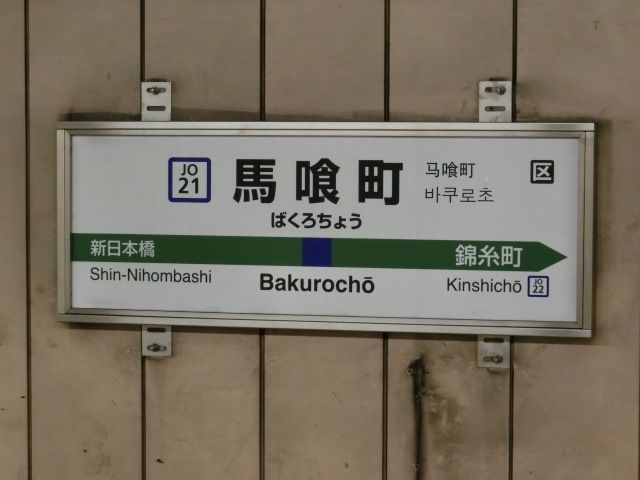 JO
21
馬喰町
ばくろちょう
马喰町
바쿠로초
区
新日本橋
錦糸町
Shin-Nihombashi
Bakurochō
Kinshichō
JO
22